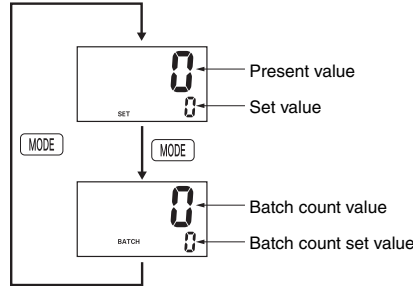 0
Present value
SET 0
Set value
MODE
MODE
0
Batch count value
BATCH 0
Batch count set value